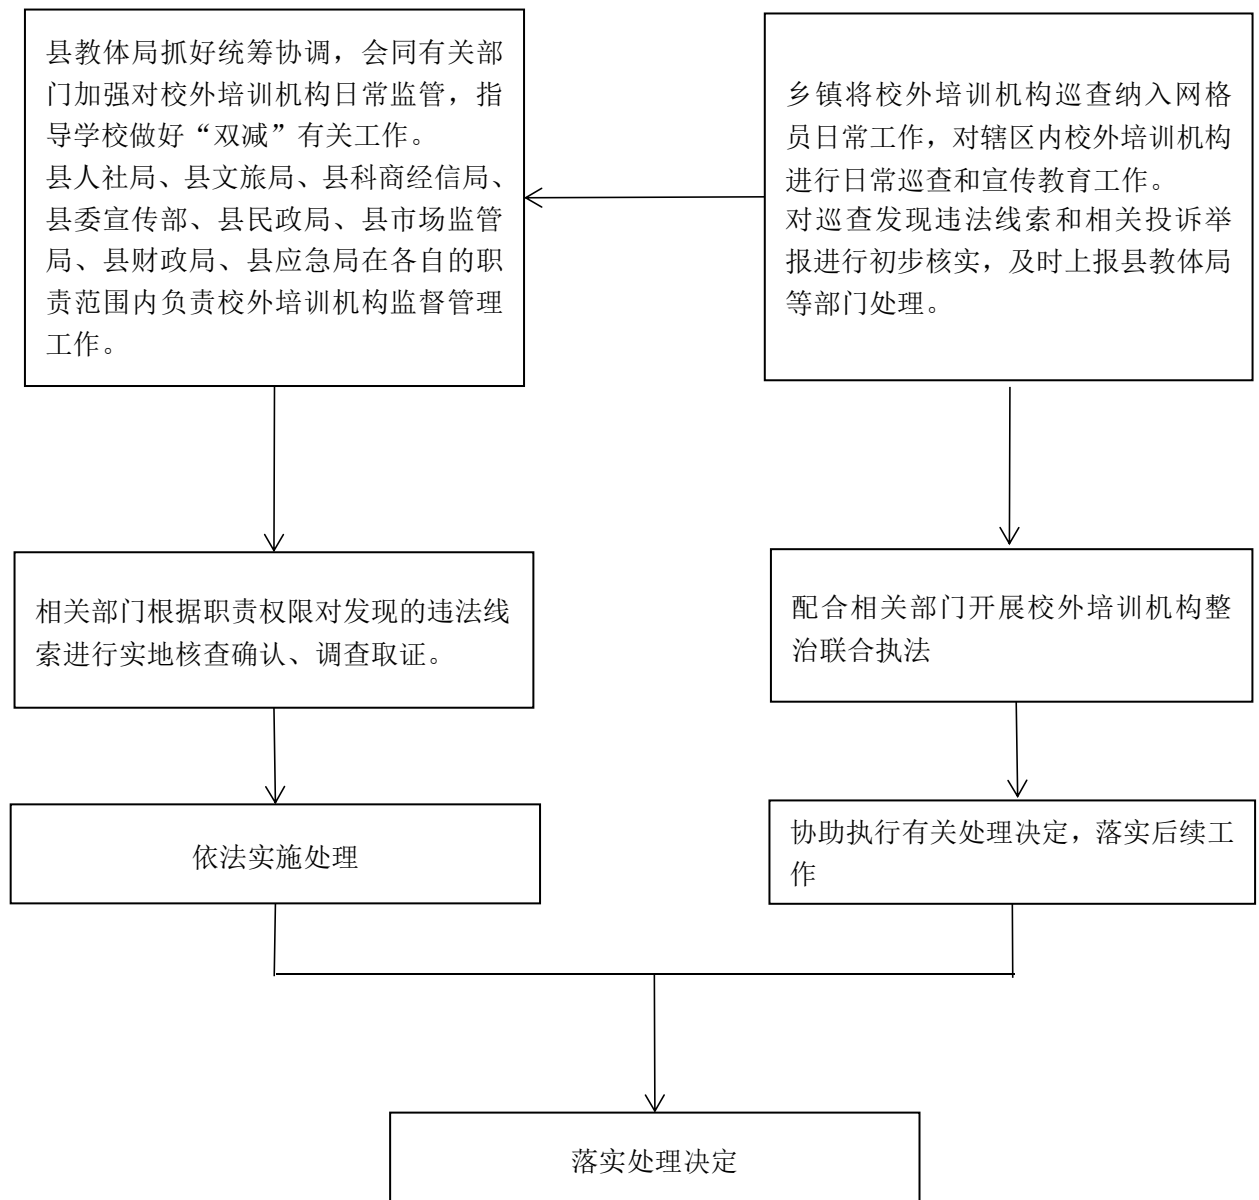 县教体局抓好统筹协调，会同有关部
门加强对校外培训机构日常监管，指
导学校做好“双减”有关工作。
县人社局、县文旅局、县科商经信局、
县委宣传部、县民政局、县市场监管
局、县财政局、县应急局在各自的职
责范围内负责校外培训机构监督管理
工作。
乡镇将校外培训机构巡查纳入网格
员日常工作，对辖区内校外培训机构
进行日常巡查和宣传教育工作。
对巡查发现违法线索和相关投诉举
报进行初步核实，及时上报县教体局
等部门处理。
相关部门根据职责权限对发现的违法线
索进行实地核查确认、调查取证。
配合相关部门开展校外培训机构整
治联合执法
依法实施处理
协助执行有关处理决定，落实后续工
作
落实处理决定